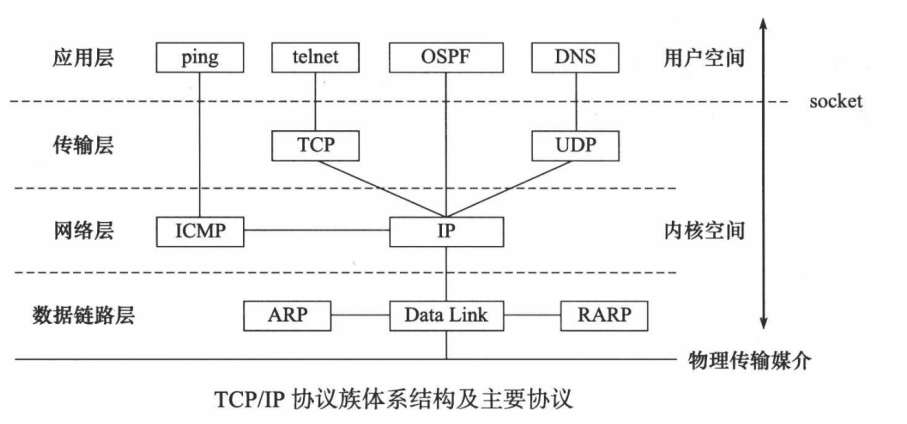 应用层 ping telnet OSPF DNS 用户空间
socket
传输层 TCP UDP
网络层 ICMP IP 内核空间
数据链路层 ARP Data Link RARP
物理传输媒介
TCP/IP 协议族体系结构及主要协议